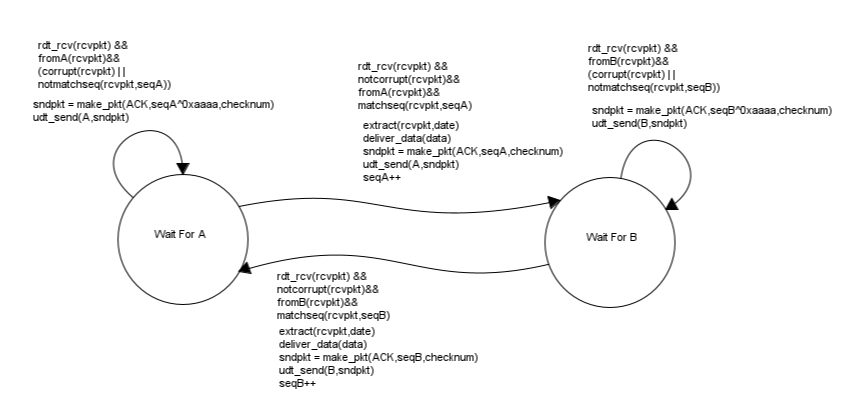 rdt_rcv(rcvpkt) &&
fromA(rcvpkt)&&
(corrupt(rcvpkt) ||
notmatchseq(rcvpkt,seqA))
sndpkt = make_pkt(ACK,seqA^0xaaaa,checknum)
udt_send(A,sndpkt)
rdt_rcv(rcvpkt) &&
notcorrupt(rcvpkt)&&
fromA(rcvpkt)&&
matchseq(rcvpkt,seqA)
extract(rcvpkt,date)
deliver_data(data)
sndpkt = make_pkt(ACK,seqA,checknum)
udt_send(A,sndpkt)
seqA++
rdt_rcv(rcvpkt) &&
fromB(rcvpkt)&&
(corrupt(rcvpkt) ||
notmatchseq(rcvpkt,seqB))
sndpkt = make_pkt(ACK,seqB^0xaaaa,checknum)
udt_send(B,sndpkt)
Wait For A
Wait For B
rdt_rcv(rcvpkt) &&
notcorrupt(rcvpkt)&&
fromB(rcvpkt)&&
matchseq(rcvpkt,seqB)
extract(rcvpkt,date)
deliver_data(data)
sndpkt = make_pkt(ACK,seqB,checknum)
udt_send(B,sndpkt)
seqB++